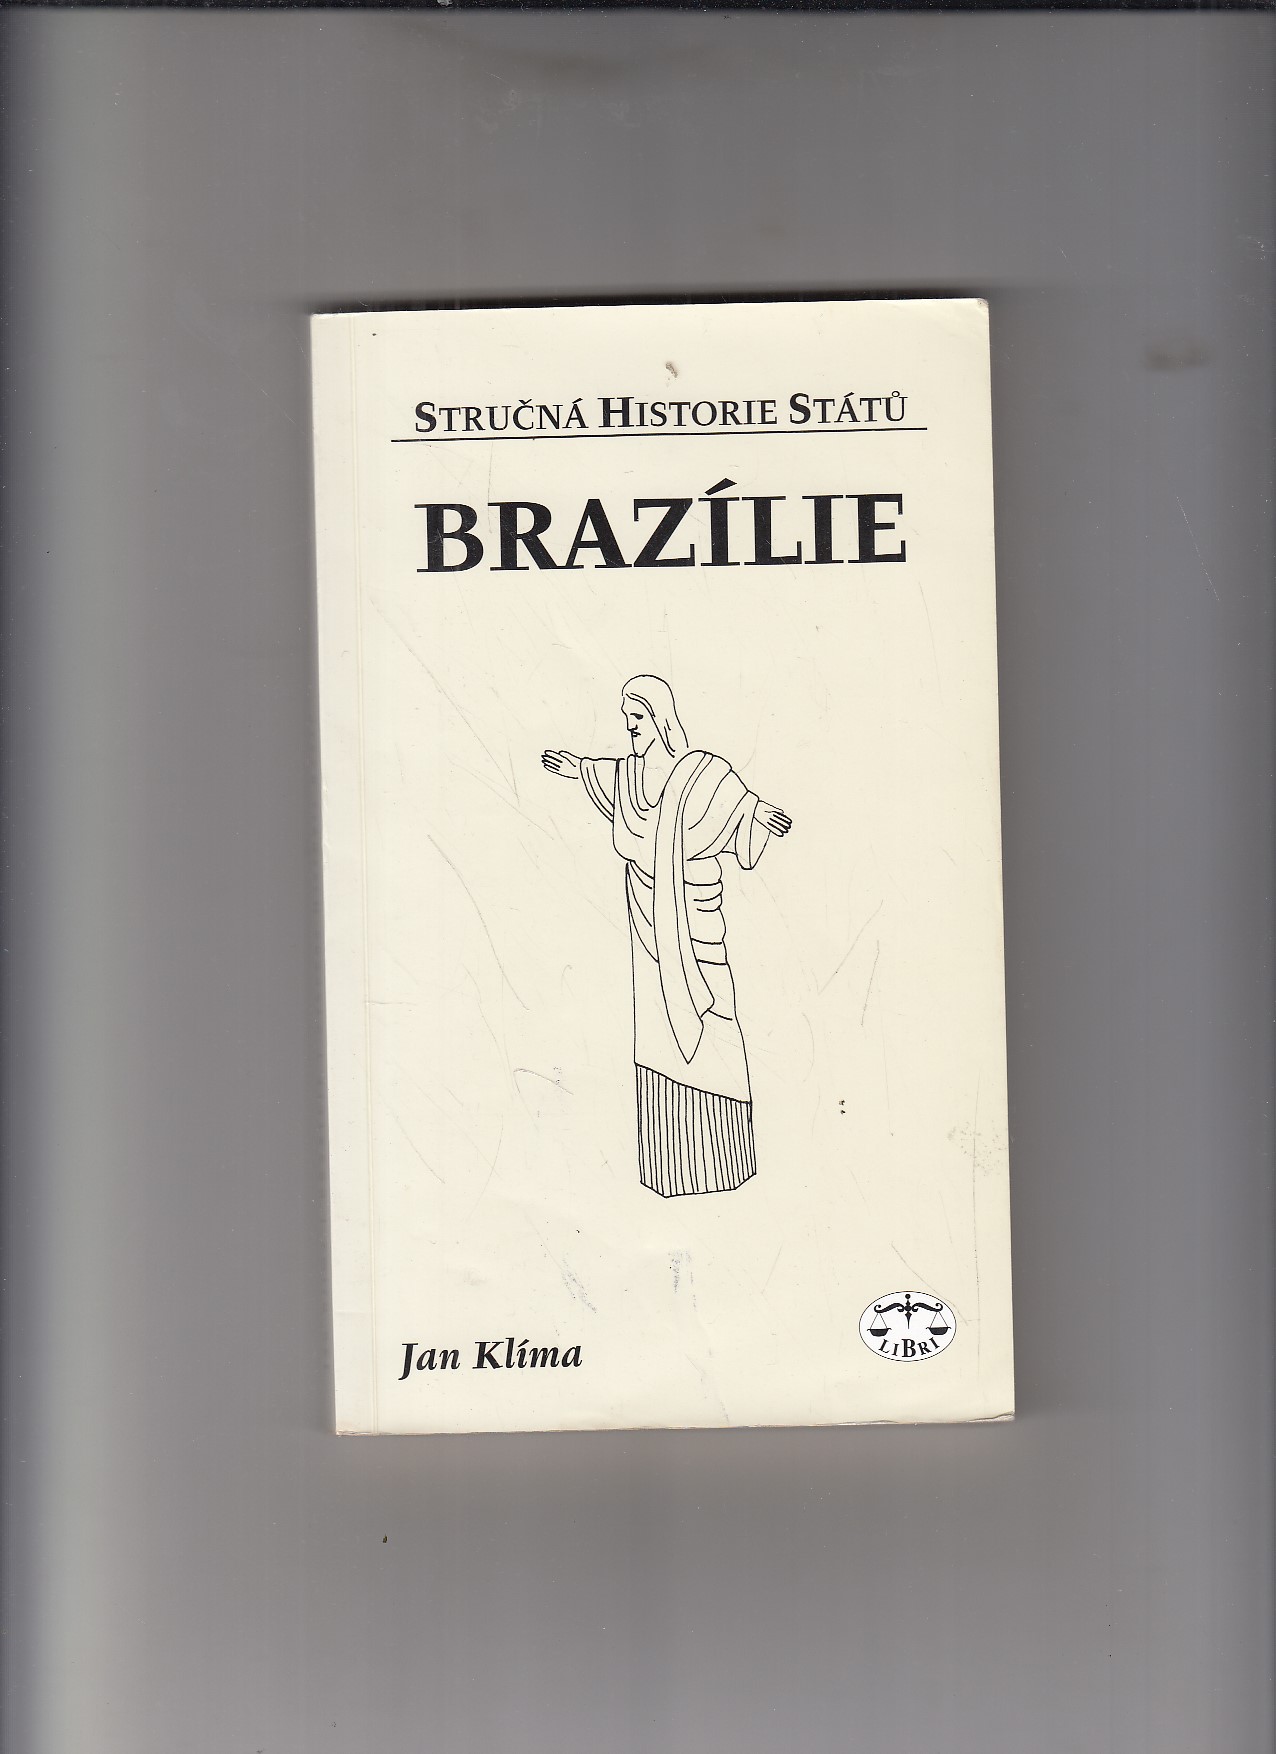 STRUČNÁ HISTORIE STÁTŮ
BRAZÍLIE
Jan Klíma
LIBRI